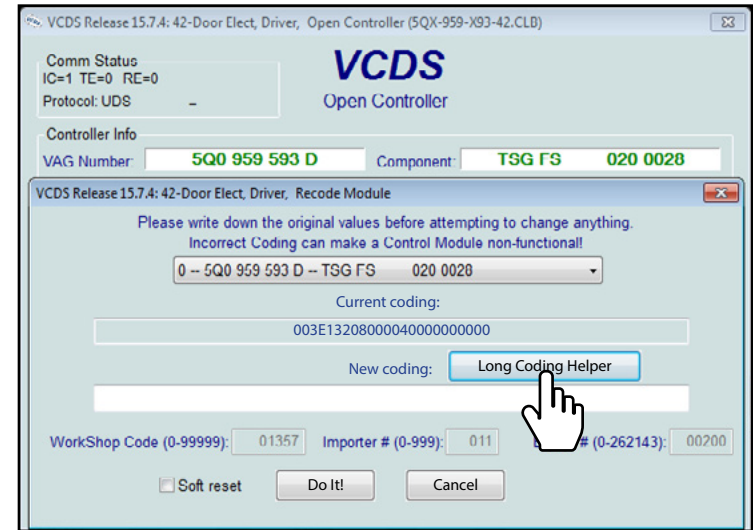 VCDS Release 15.7.4: 42-Door Elect, Driver, Open Controller (5QX-959-X93-42.CLB)
Comm Status
IC=1 TE=0 RE=0
Protocol: UDS –
VCDS
Open Controller
Controller Info
VAG Number: 5Q0 959 593 D Component: TSG FS 020 0028
VCDS Release 15.7.4: 42-Door Elect, Driver, Recode Module
Please write down the original values before attempting to change anything.
Incorrect Coding can make a Control Module non-functional!
0 -- 5Q0 959 593 D -- TSG FS 020 0028
Current coding:
003E13208000040000000000
New coding: Long Coding Helper
WorkShop Code (0-99999): 01357 Importer # (0-999): 011 # (0-262143): 00200
Soft reset Do It! Cancel